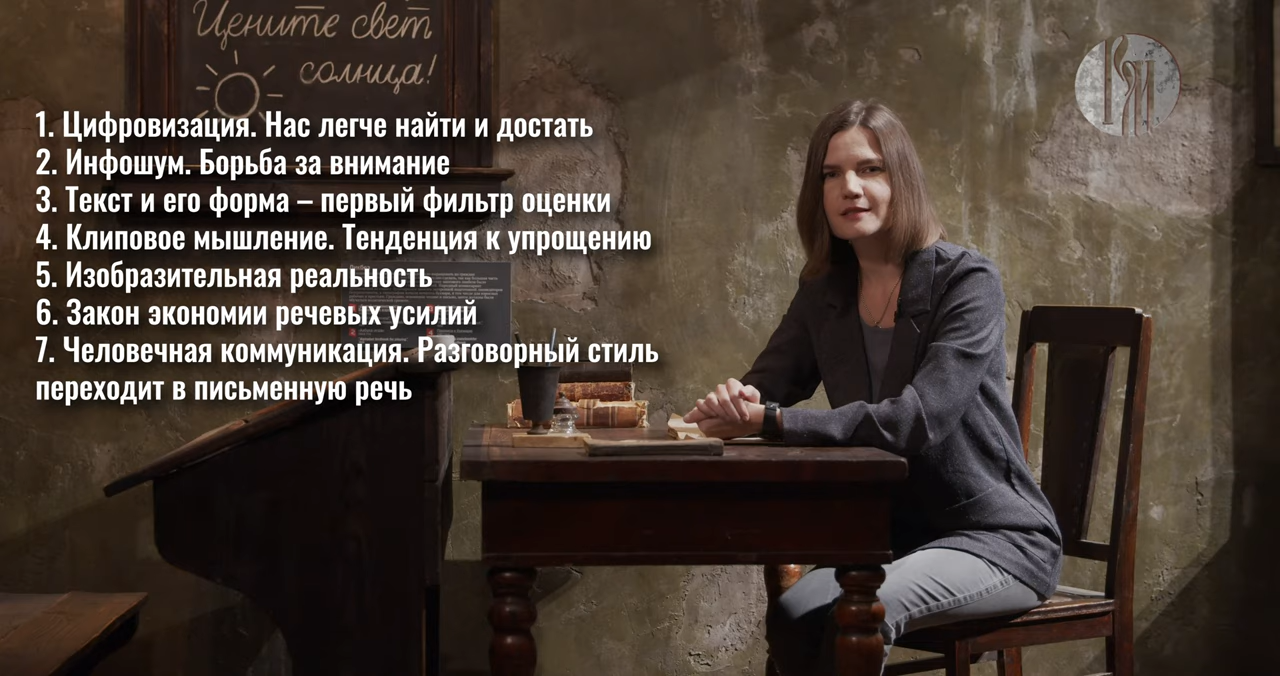 Цените свет
солнца!
1. Цифровизация. Нас легче найти и достать
2. Инфошум. Борьба за внимание
3. Текст и его форма – первый фильтр оценки
4. Клиповое мышление. Тенденция к упрощению
5. Изобразительная реальность
6. Закон экономии речевых усилий
7. Человечная коммуникация. Разговорный стиль
переходит в письменную речь